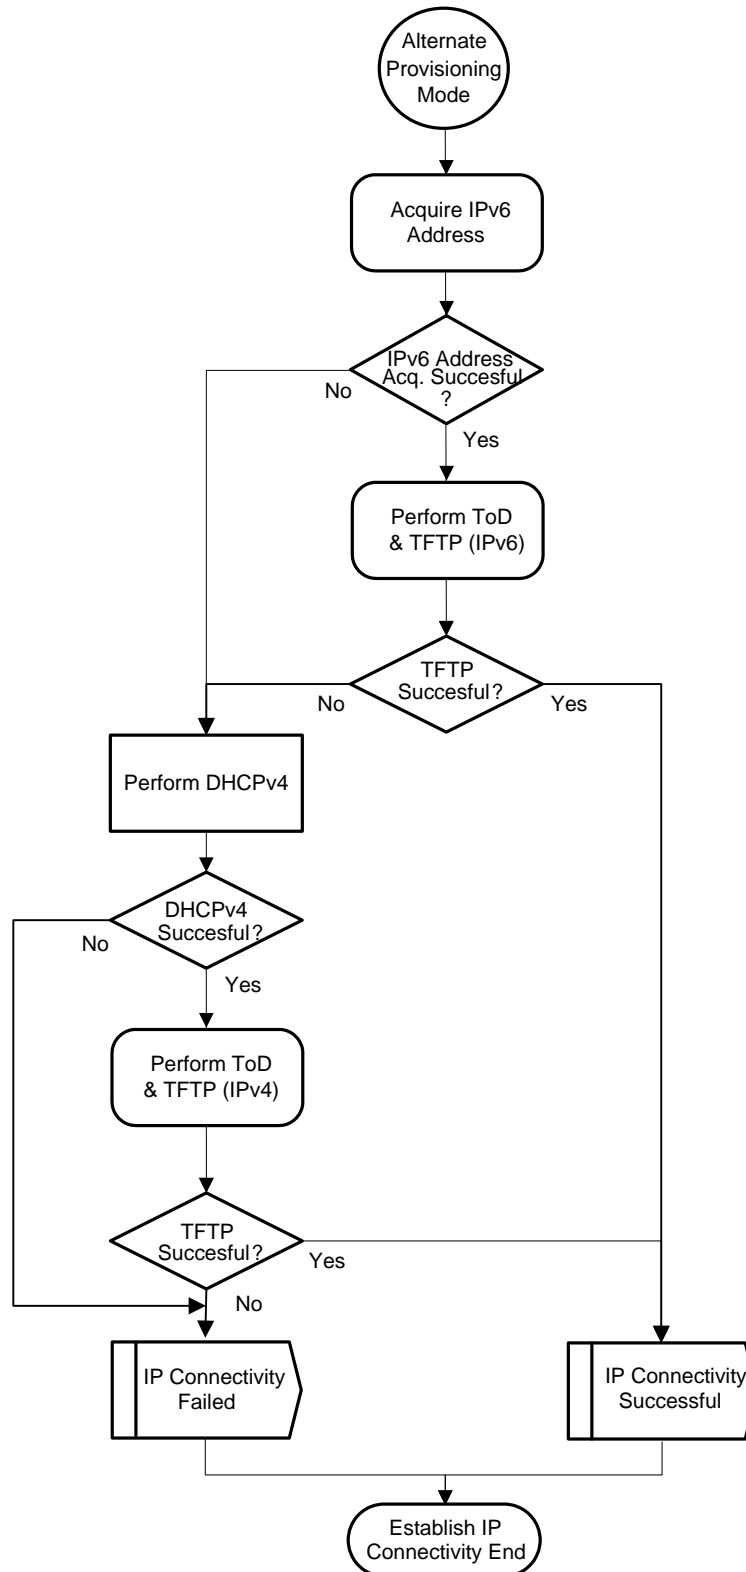 Alternate
Provisioning
Mode
Acquire IPv6
Address
IPv6 Address
Acq. Succesful
?
No
Yes
Perform ToD
& TFTP (IPv6)
TFTP
Succesful?
No
Yes
Perform DHCPv4
DHCPv4
Succesful?
No
Yes
Perform ToD
& TFTP (IPv4)
TFTP
Succesful?
Yes
No
IP Connectivity
Failed
IP Connectivity
Successful
Establish IP
Connectivity End